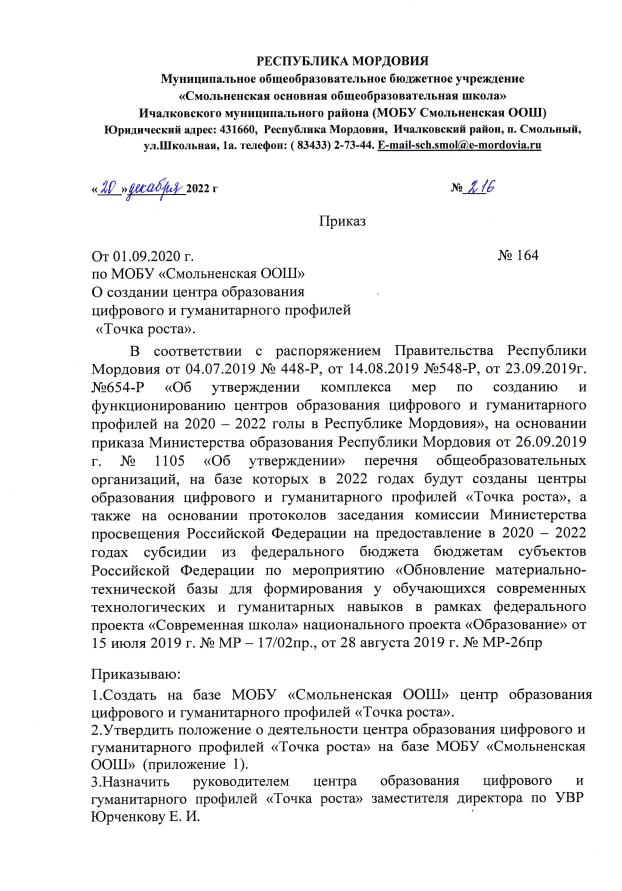 РЕСПУБЛИКА МОРДОВИЯ
Муниципальное общеобразовательное бюджетное учреждение
«Смольненская основная общеобразовательная школа»
Ичалковского муниципального района (МОБУ Смольненская ООШ)
Юридический адрес: 431660, Республика Мордовия, Ичалковский район, п. Смольный,
ул.Школьная, 1а. телефон: ( 83433) 2-73-44. E-mail-sch.smol@e-mordovia.ru
«20»декабря 2022 г № 216
Приказ
От 01.09.2020 г. № 164
по МОБУ «Смольненская ООШ»
О создании центра образования
цифрового и гуманитарного профилей
«Точка роста».
В соответствии с распоряжением Правительства Республики
Мордовия от 04.07.2019 № 448-Р, от 14.08.2019 №548-Р, от 23.09.2019г.
№654-Р «Об утверждении комплекса мер по созданию и
функционированию центров образования цифрового и гуманитарного
профилей на 2020 – 2022 голы в Республике Мордовия», на основании
приказа Министерства образования Республики Мордовия от 26.09.2019
г. № 1105 «Об утверждении» перечня общеобразовательных
организаций, на базе которых в 2022 годах будут созданы центры
образования цифрового и гуманитарного профилей «Точка роста», а
также на основании протоколов заседания комиссии Министерства
просвещения Российской Федерации на предоставление в 2020 – 2022
годах субсидии из федерального бюджета бюджетам субъектов
Российской Федерации по мероприятию «Обновление материально-
технической базы для формирования у обучающихся современных
технологических и гуманитарных навыков в рамках федерального
проекта «Современная школа» национального проекта «Образование» от
15 июля 2019 г. № МР – 17/02пр., от 28 августа 2019 г. № МР-26пр
Приказываю:
1.Создать на базе МОБУ «Смольненская ООШ» центр образования
цифрового и гуманитарного профилей «Точка роста».
2.Утвердить положение о деятельности центра образования цифрового и
гуманитарного профилей «Точка роста» на базе МОБУ «Смольненская
ООШ» (приложение 1).
3.Назначить руководителем центра образования цифрового и
гуманитарного профилей «Точка роста» заместителя директора по УВР
Юрченкову Е. И.